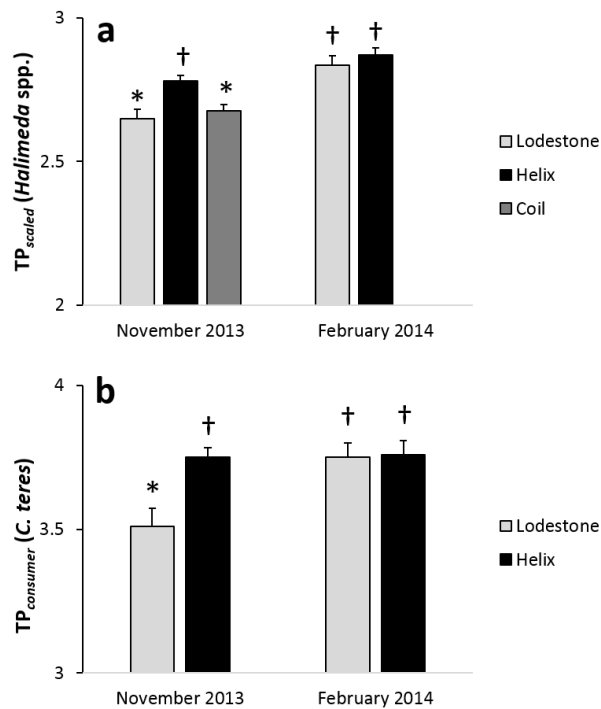 a
3
2.5
2
TPscaled (Halimeda spp.)
* † * † †
November 2013 February 2014
Lodestone
Helix
Coil
b
4
3.5
3
TPconsumer (C. teres)
* † † †
November 2013 February 2014
Lodestone
Helix